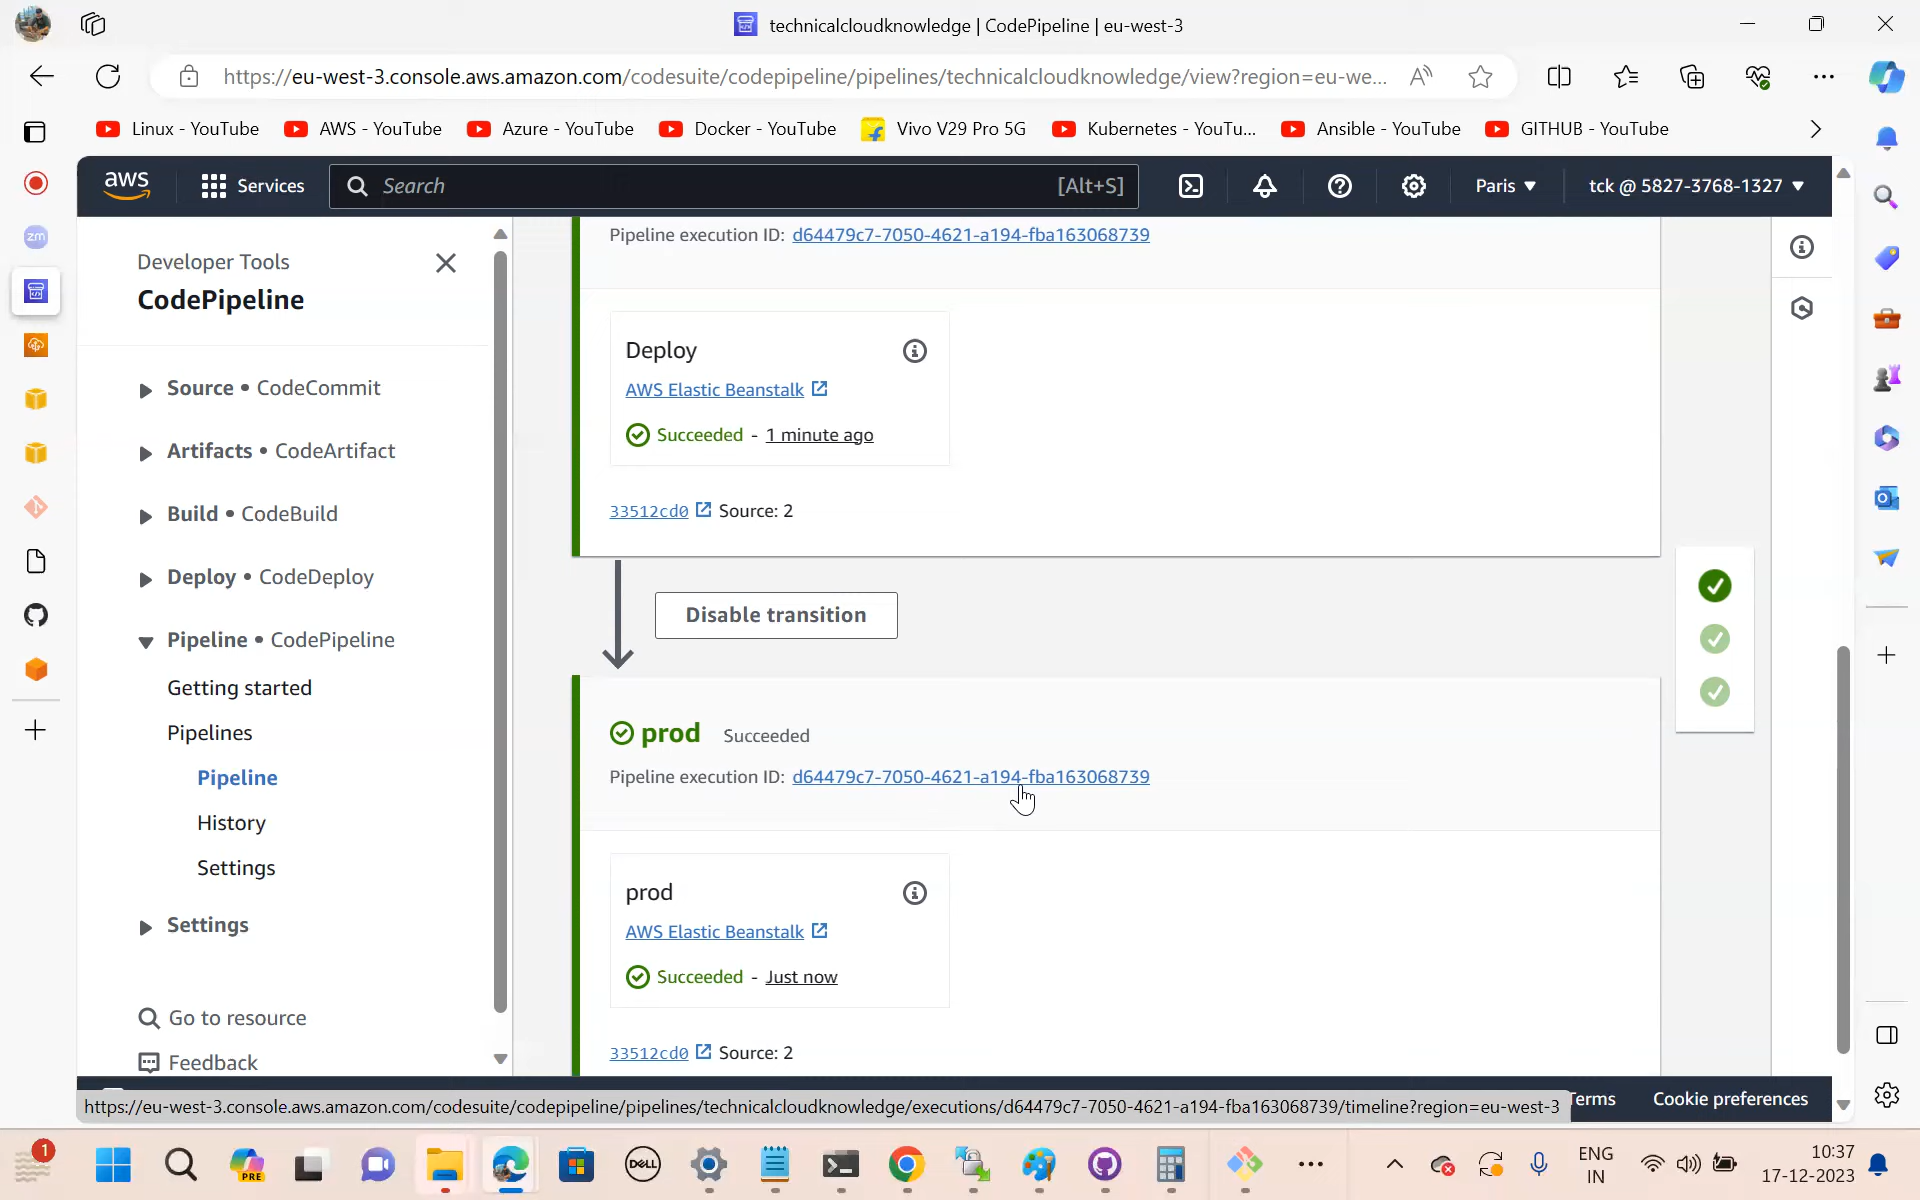 technicalcloudknowledge | CodePipeline | eu-west-3
https://eu-west-3.console.aws.amazon.com/codesuite/codepipeline/pipelines/technicalcloudknowledge/view?region=eu-we...
Linux - YouTube
AWS - YouTube
Azure - YouTube
Docker - YouTube
Vivo V29 Pro 5G
Kubernetes - YouTu...
Ansible - YouTube
GITHUB - YouTube
aws
Services
Search
[Alt+S]
Paris
tck @ 5827-3768-1327
zm
Developer Tools
CodePipeline
Source • CodeCommit
Artifacts • CodeArtifact
Build • CodeBuild
Deploy • CodeDeploy
Pipeline • CodePipeline
Getting started
Pipelines
Pipeline
History
Settings
Settings
Go to resource
Feedback
Pipeline execution ID: d64479c7-7050-4621-a194-fba163068739
Deploy
AWS Elastic Beanstalk
Succeeded - 1 minute ago
33512cd0 Source: 2
Disable transition
prod Succeeded
Pipeline execution ID: d64479c7-7050-4621-a194-fba163068739
prod
AWS Elastic Beanstalk
Succeeded - Just now
33512cd0 Source: 2
https://eu-west-3.console.aws.amazon.com/codesuite/codepipeline/pipelines/technicalcloudknowledge/executions/d64479c7-7050-4621-a194-fba163068739/timeline?region=eu-west-3
Terms
Cookie preferences
1
PRE
DELL
ENG
IN
10:37
17-12-2023